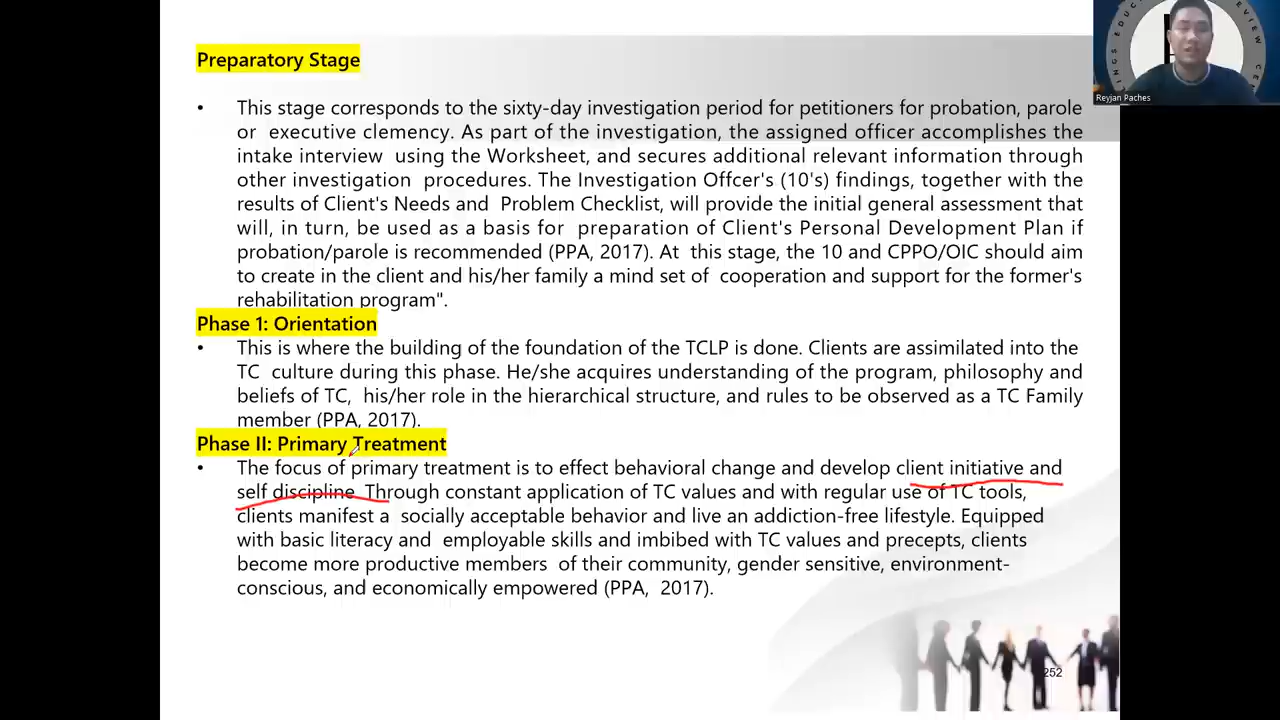 Preparatory Stage
• This stage corresponds to the sixty-day investigation period for petitioners for probation, parole
or executive clemency. As part of the investigation, the assigned officer accomplishes the
intake interview using the Worksheet, and secures additional relevant information through
other investigation procedures. The Investigation Offcer's (10's) findings, together with the
results of Client's Needs and Problem Checklist, will provide the initial general assessment that
will, in turn, be used as a basis for preparation of Client's Personal Development Plan if
probation/parole is recommended (PPA, 2017). At this stage, the 10 and CPPO/OIC should aim
to create in the client and his/her family a mind set of cooperation and support for the former's
rehabilitation program".
Phase 1: Orientation
• This is where the building of the foundation of the TCLP is done. Clients are assimilated into the
TC culture during this phase. He/she acquires understanding of the program, philosophy and
beliefs of TC, his/her role in the hierarchical structure, and rules to be observed as a TC Family
member (PPA, 2017).
Phase II: Primary Treatment
• The focus of primary treatment is to effect behavioral change and develop client initiative and
self discipline. Through constant application of TC values and with regular use of TC tools,
clients manifest a socially acceptable behavior and live an addiction-free lifestyle. Equipped
with basic literacy and employable skills and imbibed with TC values and precepts, clients
become more productive members of their community, gender sensitive, environment-
conscious, and economically empowered (PPA, 2017).
252
Reyjan Paches